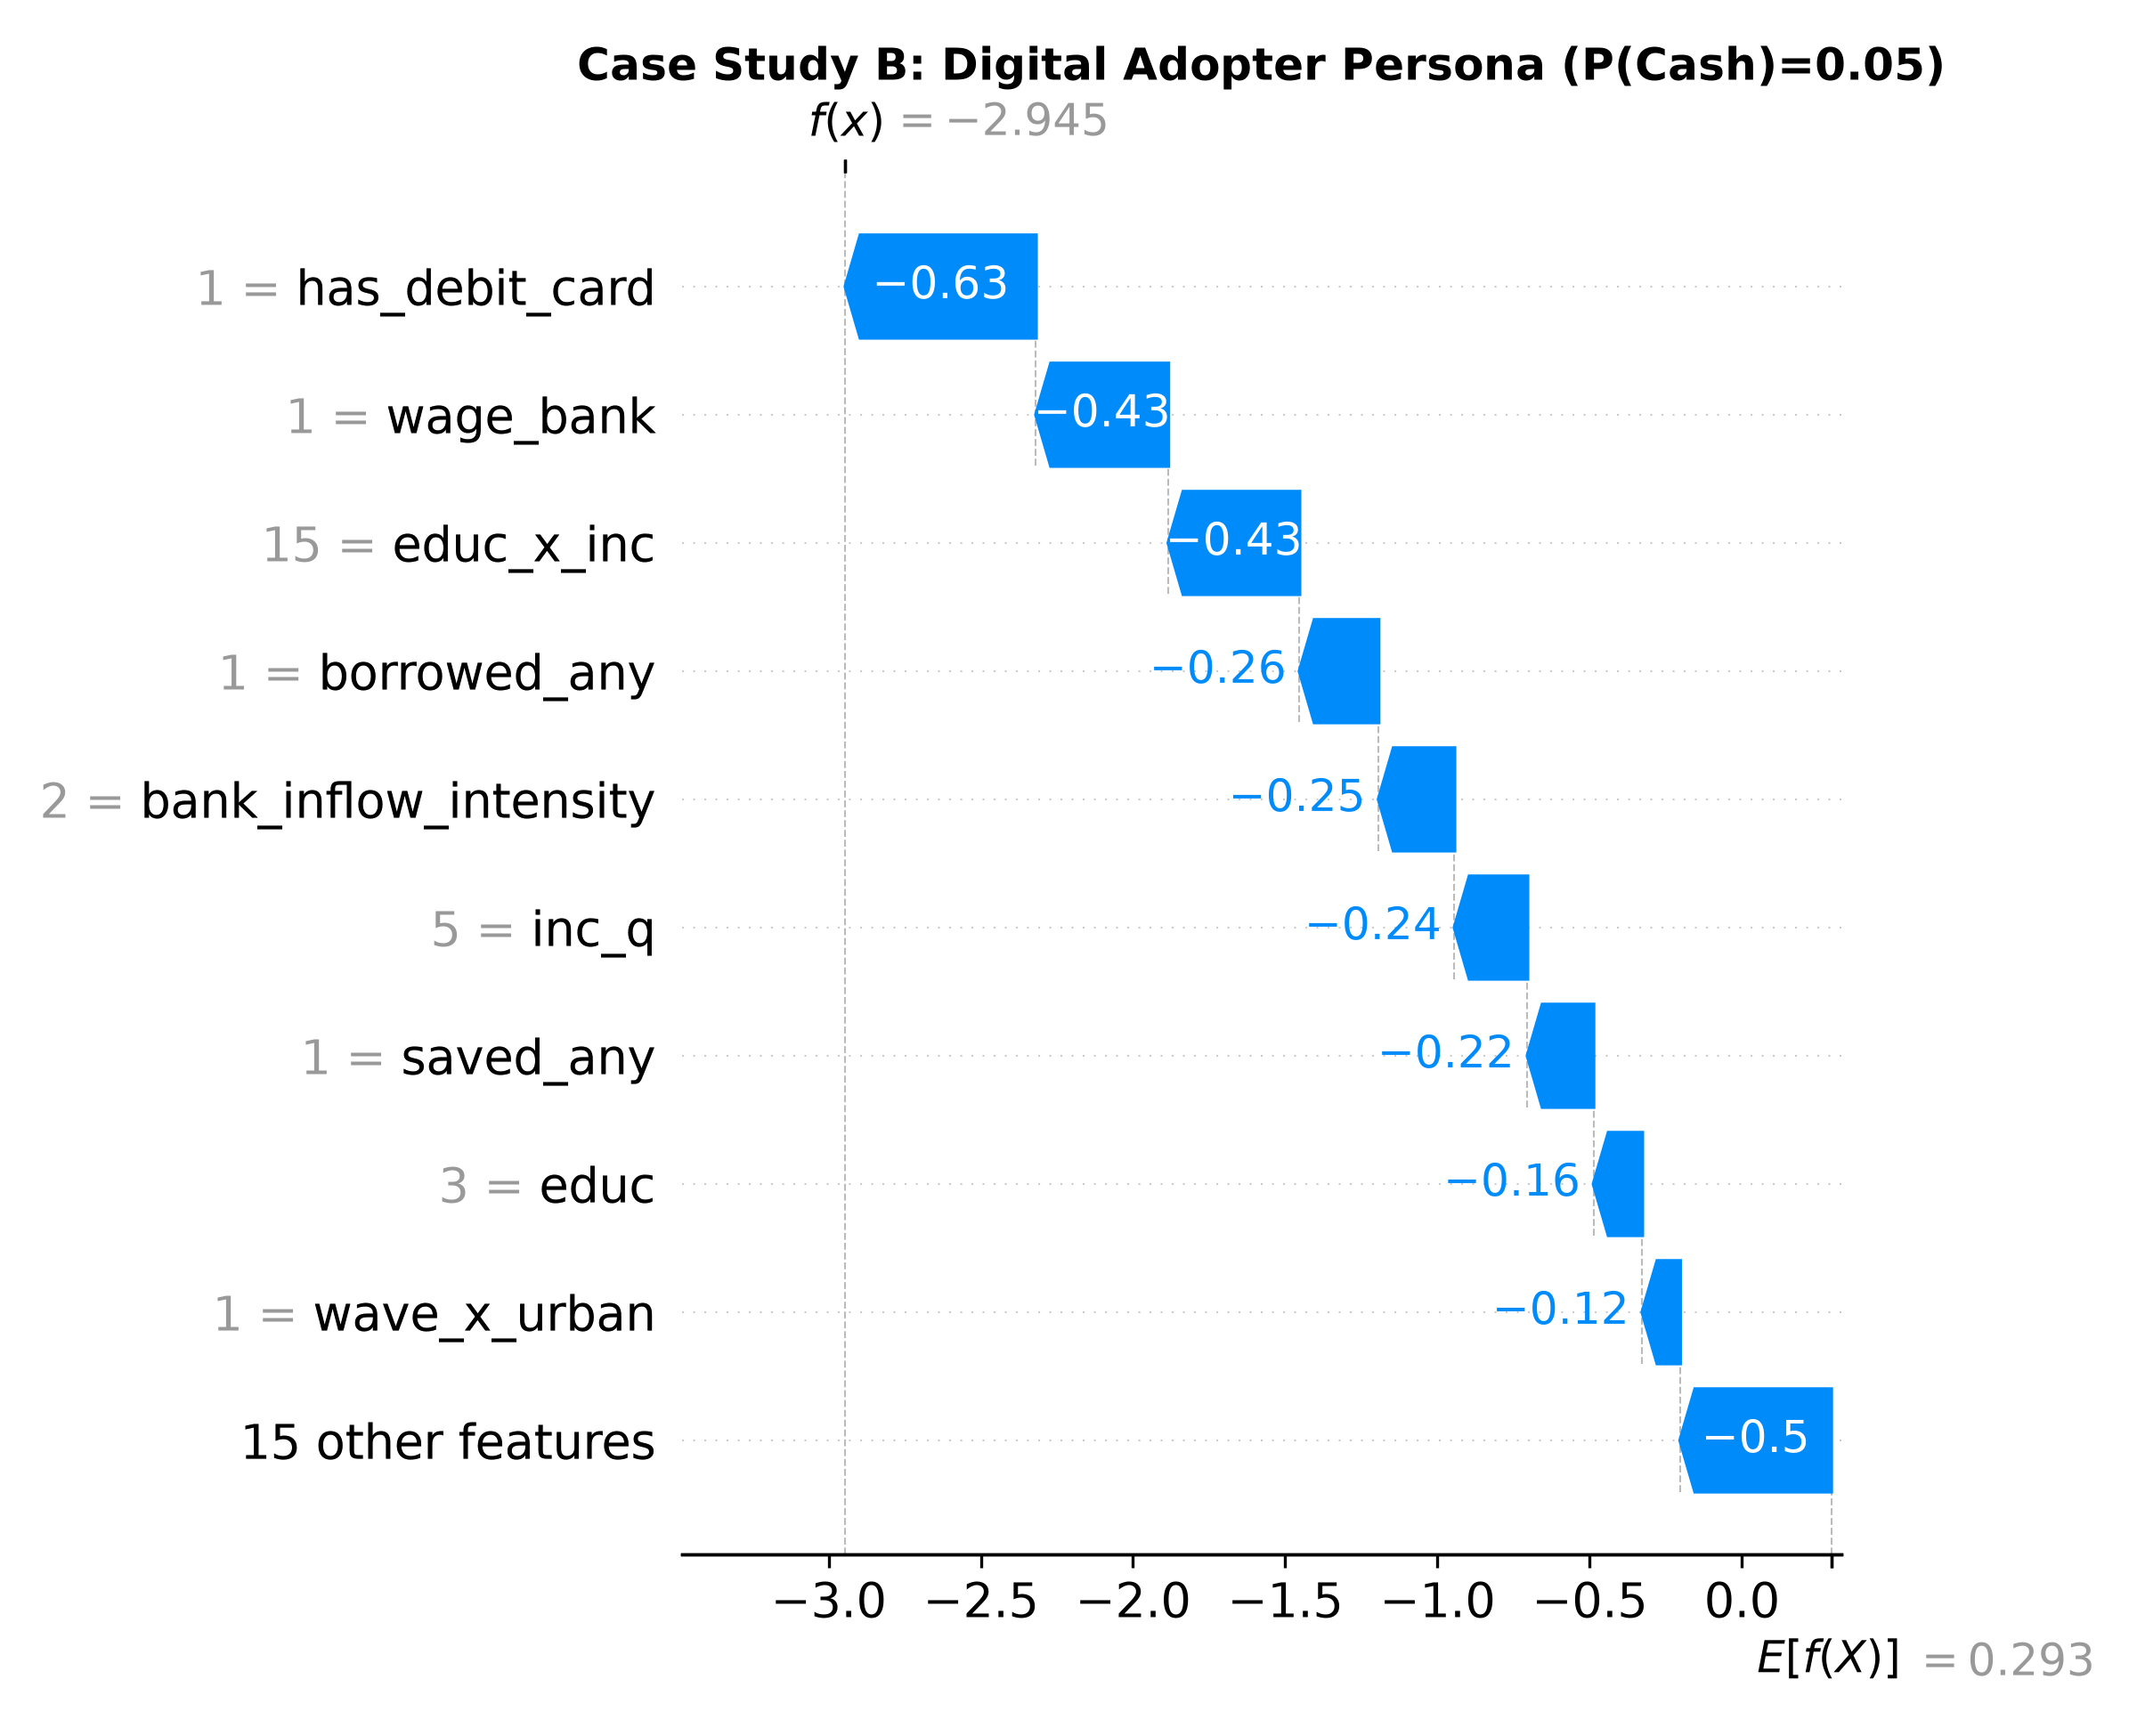 Case Study B: Digital Adopter Persona (P(Cash)=0.05)
f(x) = −2.945
1 = has_debit_card −0.63
1 = wage_bank −0.43
15 = educ_x_inc −0.43
1 = borrowed_any −0.26
2 = bank_inflow_intensity −0.25
5 = inc_q −0.24
1 = saved_any −0.22
3 = educ −0.16
1 = wave_x_urban −0.12
15 other features −0.5
−3.0 −2.5 −2.0 −1.5 −1.0 −0.5 0.0
E[f(X)] = 0.293